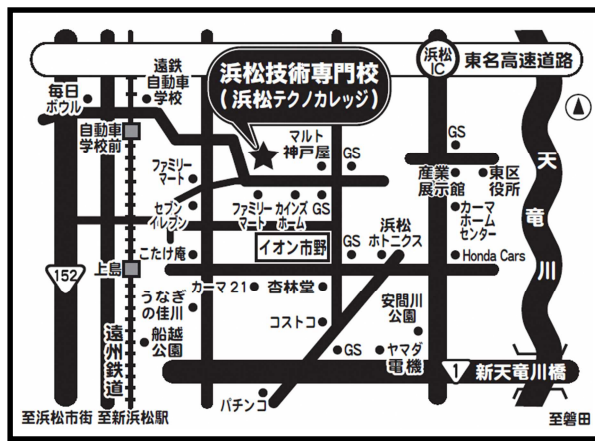 浜松IC
東名高速道路
遠鉄
自動車
学校
浜松技術専門校
(浜松テクノカレッジ)
毎日
ボウル
自動車
学校前
マルト
神戸屋
GS
GS
ファミリー
マート
産業
展示館
東区
役所
天竜川
セブン
イレブン
ファミリー
マート
カインズ
ホーム
GS
カーマ
ホーム
センター
浜松
ホトニクス
こたけ庵
イオン市野
GS
Honda Cars
152
上島
カーマ21
杏林堂
うなぎ
の佳川
安間川
公園
コストコ
遠州鉄道
船越
公園
GS
ヤマダ
電機
1
新天竜川橋
パチンコ
至浜松市街
至新浜松駅
至磐田